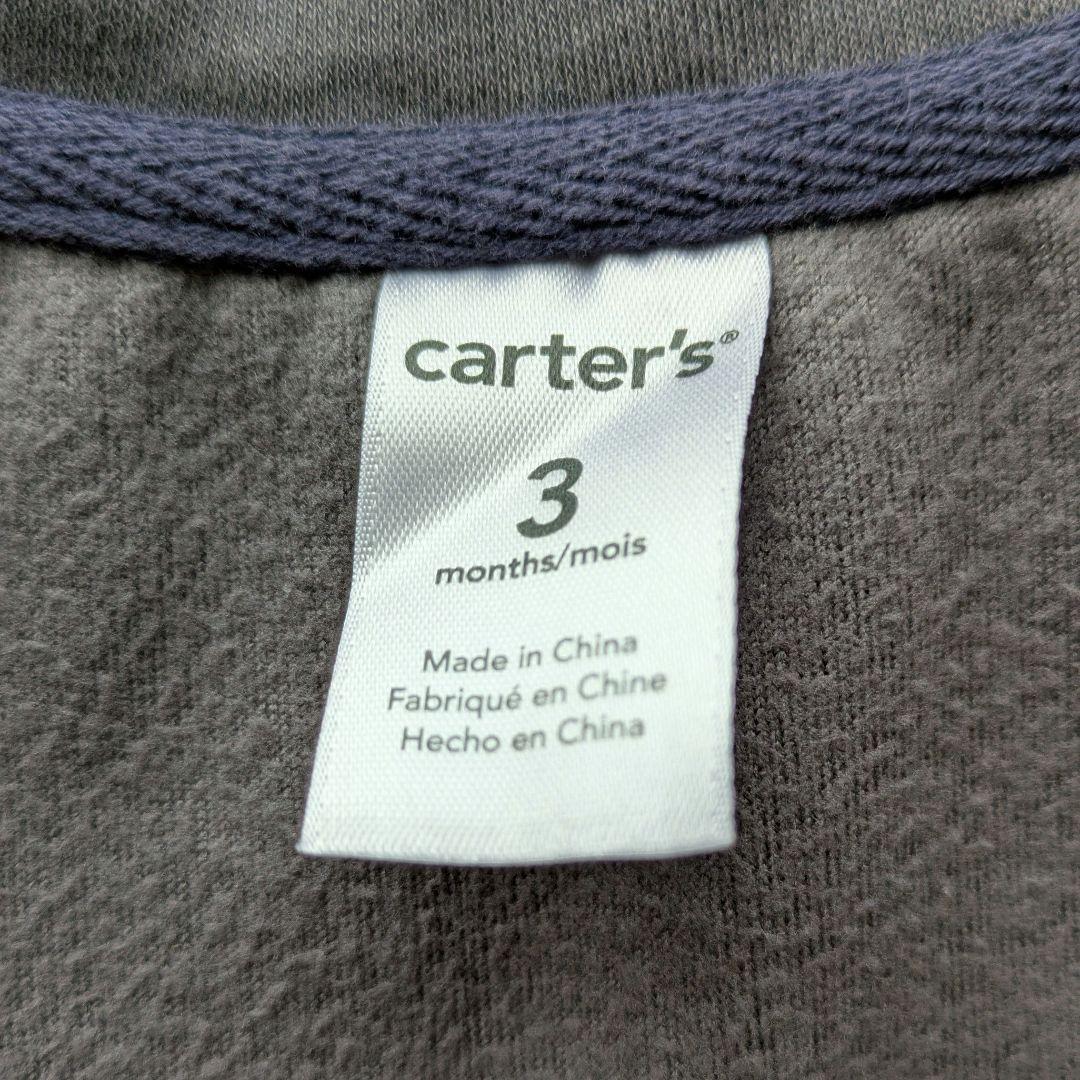 carter's®
3
months/mois
Made in China
Fabriqué en Chine
Hecho en China